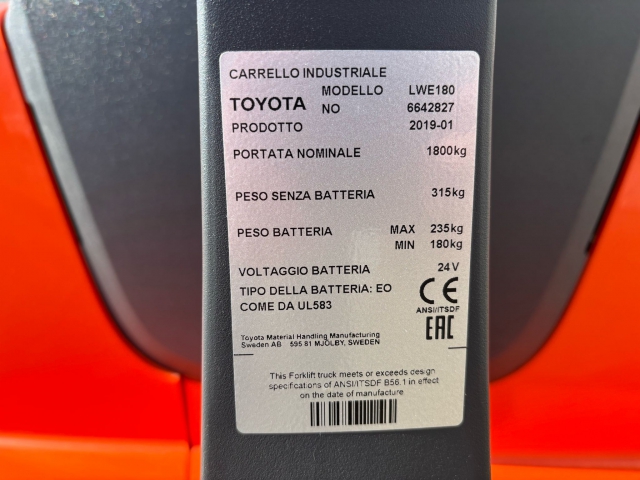 CARRELLO INDUSTRIALE
MODELLO LWE180
TOYOTA NO 6642827
PRODOTTO 2019-01
PORTATA NOMINALE 1800kg
PESO SENZA BATTERIA 315kg
PESO BATTERIA MAX 235kg
MIN 180kg
VOLTAGGIO BATTERIA 24V
TIPO DELLA BATTERIA: EO
COME DA UL583
CE
ANSI/ITSDF
EAC
Toyota Material Handling Manufacturing
Sweden AB 595 81 MJÖLBY, SWEDEN
This Forklift truck meets or exceeds design
specifications of ANSI/ITSDF B56.1 in effect
on the date of manufacture